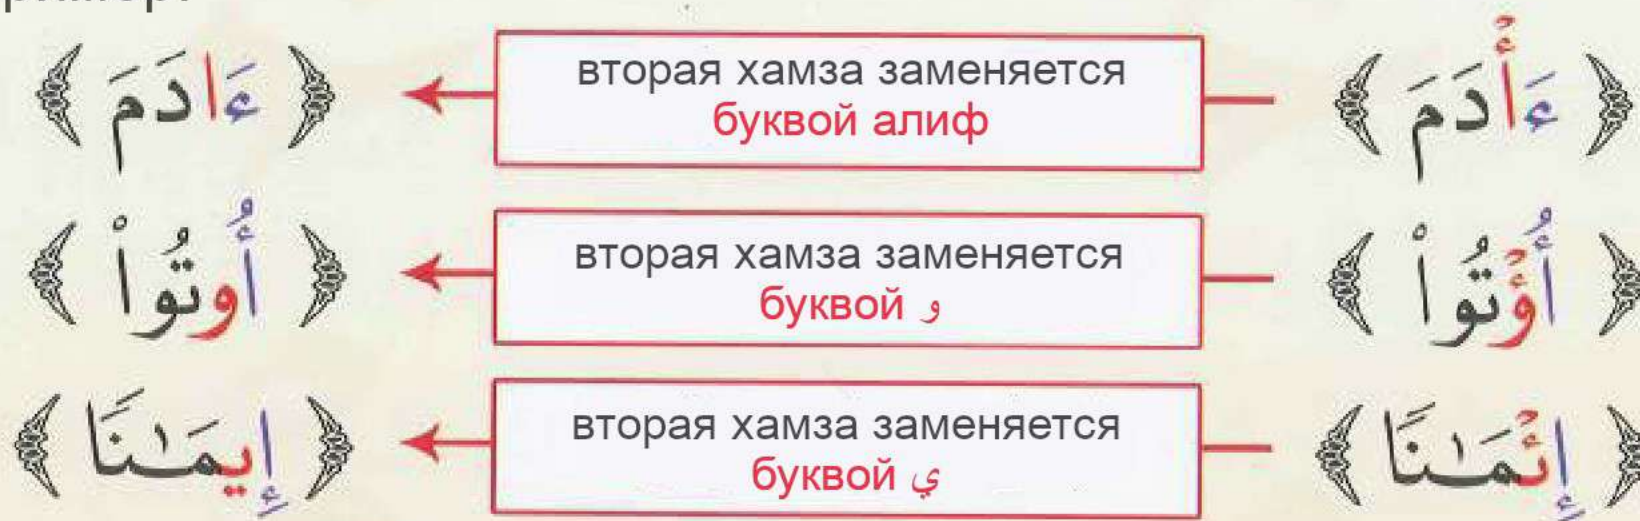 ﴿ ءَأْدَمَ ﴾
вторая хамза заменяется
буквой алиф
﴿ ءَادَمَ ﴾
﴿ أُؤْتُواْ ﴾
вторая хамза заменяется
буквой و
﴿ أُوتُواْ ﴾
﴿ إِئْمَـٰنًا ﴾
вторая хамза заменяется
буквой ي
﴿ إِيمَـٰنًا ﴾